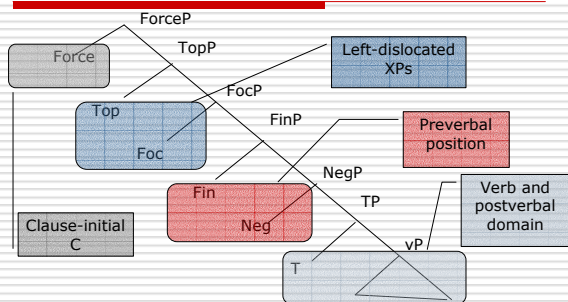 ForceP
Force
TopP
Left-dislocated
XPs
FocP
Top
FinP
Preverbal
position
Foc
NegP
Fin
Verb and
postverbal
domain
TP
Clause-initial
C
Neg
vP
T